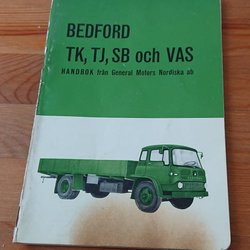 BEDFORD
TK, TJ, SB och VAS
HANDBOK från General Motors Nordiska ab